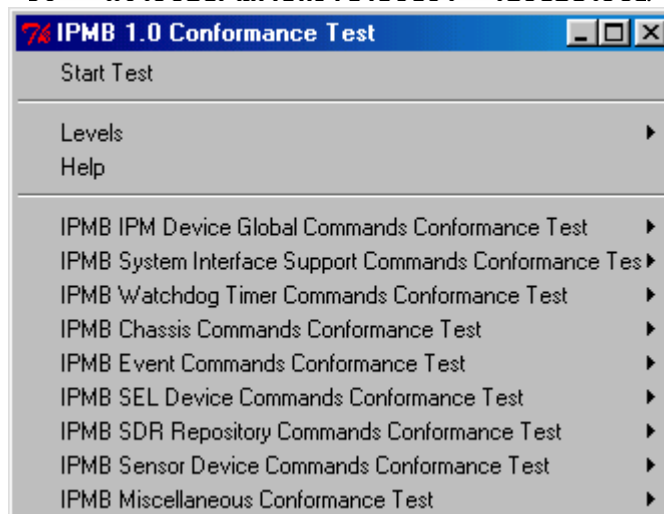 IPMB 1.0 Conformance Test
Start Test
Levels
Help
IPMB IPM Device Global Commands Conformance Test
IPMB System Interface Support Commands Conformance Tes
IPMB Watchdog Timer Commands Conformance Test
IPMB Chassis Commands Conformance Test
IPMB Event Commands Conformance Test
IPMB SEL Device Commands Conformance Test
IPMB SDR Repository Commands Conformance Test
IPMB Sensor Device Commands Conformance Test
IPMB Miscellaneous Conformance Test